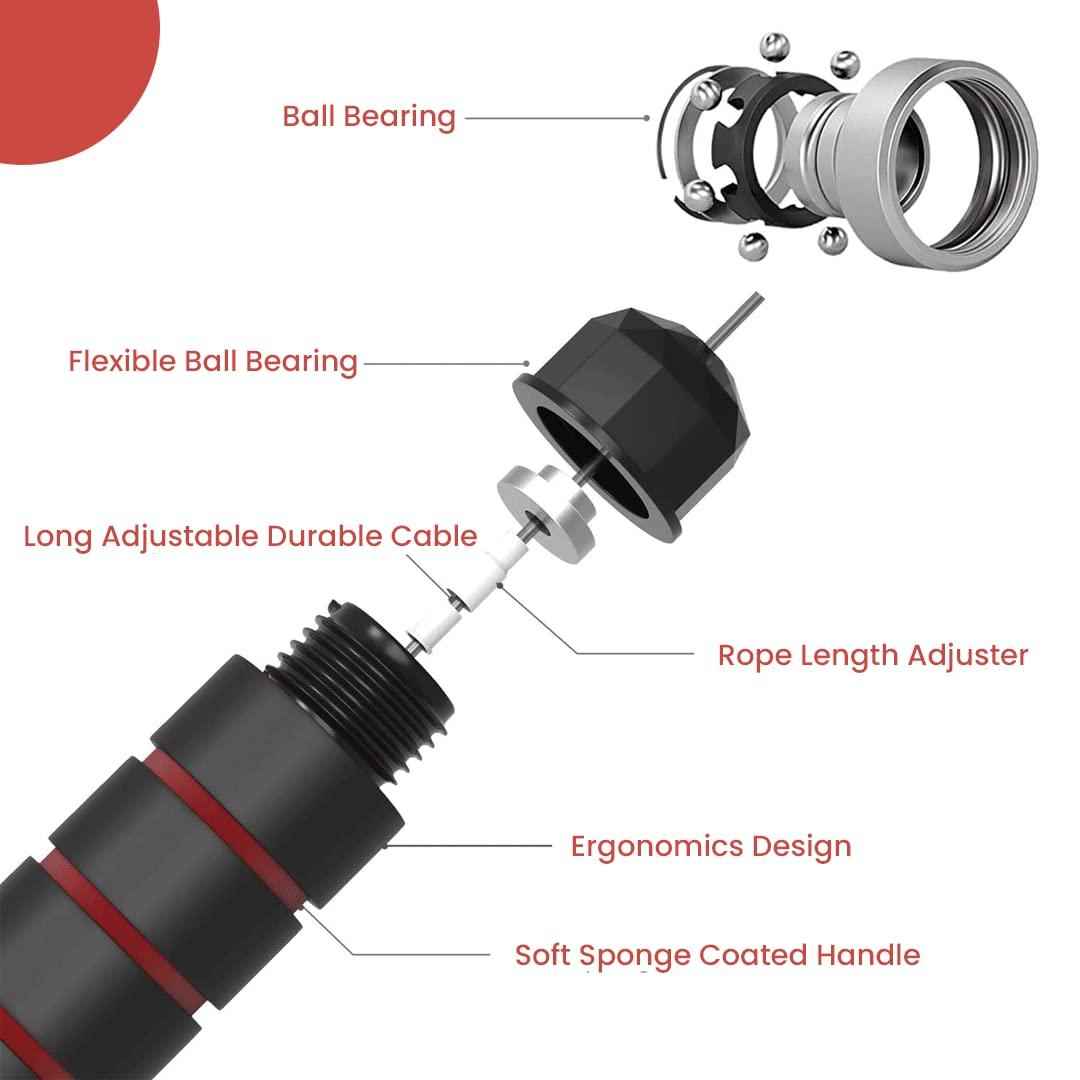 Ball Bearing
Flexible Ball Bearing
Long Adjustable Durable Cable
Rope Length Adjuster
Ergonomics Design
Soft Sponge Coated Handle